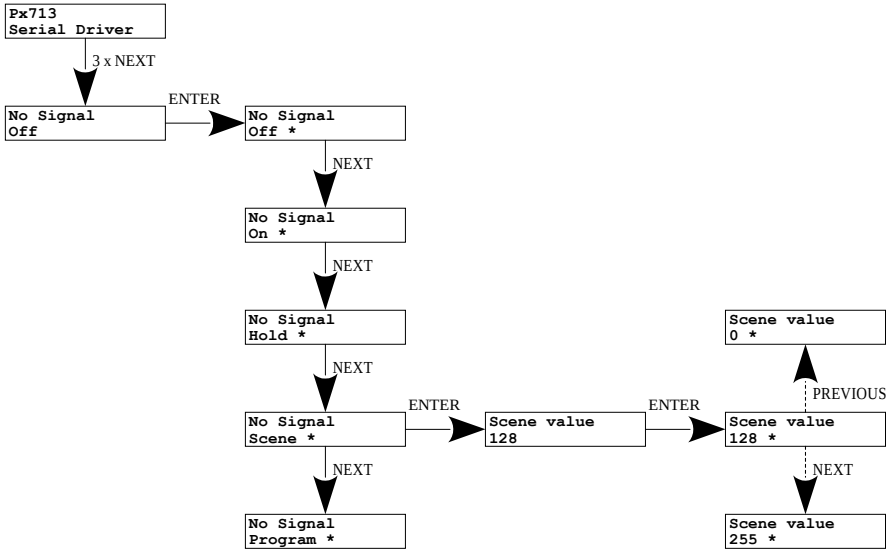 Px713
Serial Driver
3 x NEXT
No Signal
Off
ENTER
No Signal
Off *
NEXT
No Signal
On *
NEXT
No Signal
Hold *
NEXT
No Signal
Scene *
ENTER
Scene value
128
ENTER
Scene value
128 *
PREVIOUS
Scene value
0 *
NEXT
Scene value
255 *
NEXT
No Signal
Program *